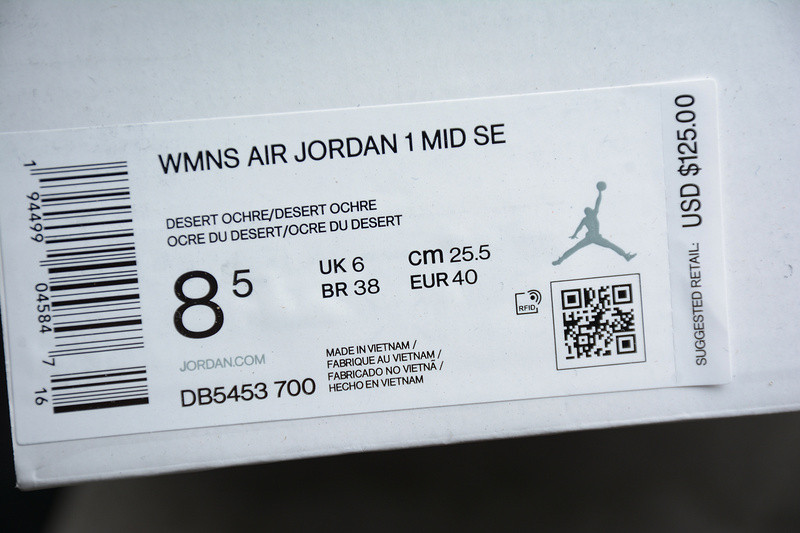 WMNS AIR JORDAN 1 MID SE
DESERT OCHRE/DESERT OCHRE
OCRE DU DESERT/OCRE DU DESERT
8 5
UK 6
BR 38
cm 25.5
EUR 40
RFID
JORDAN.COM
DB5453 700
MADE IN VIETNAM /
FABRIQUE AU VIETNAM /
FABRICADO NO VIETNÃ /
HECHO EN VIETNAM
1 94499 04584 7 16
SUGGESTED RETAIL: USD $125.00